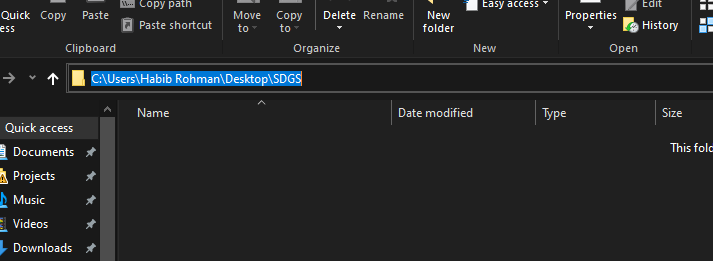 Copy path
Edit
Easy access
Quick
Copy
Paste
Paste shortcut
Move
Copy
Delete
Rename
New
Properties
History
ess
to
to
folder
Clipboard
Organize
New
Open
C:\Users\Habib Rohman\Desktop\SDGS
Name
Date modified
Type
Size
Quick access
This fold
Documents
Projects
Music
Videos
Downloads